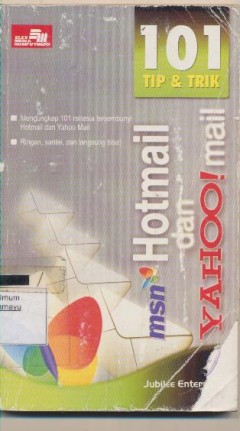 101
TIP & TRIK
Mengungkap 101 rahasia tersembunyi
Hotmail dan Yahoo Mail
Ringan, santai, dan langsung bisa!
msn Hotmail
dan
YAHOO! mail
Jubilee Enterp